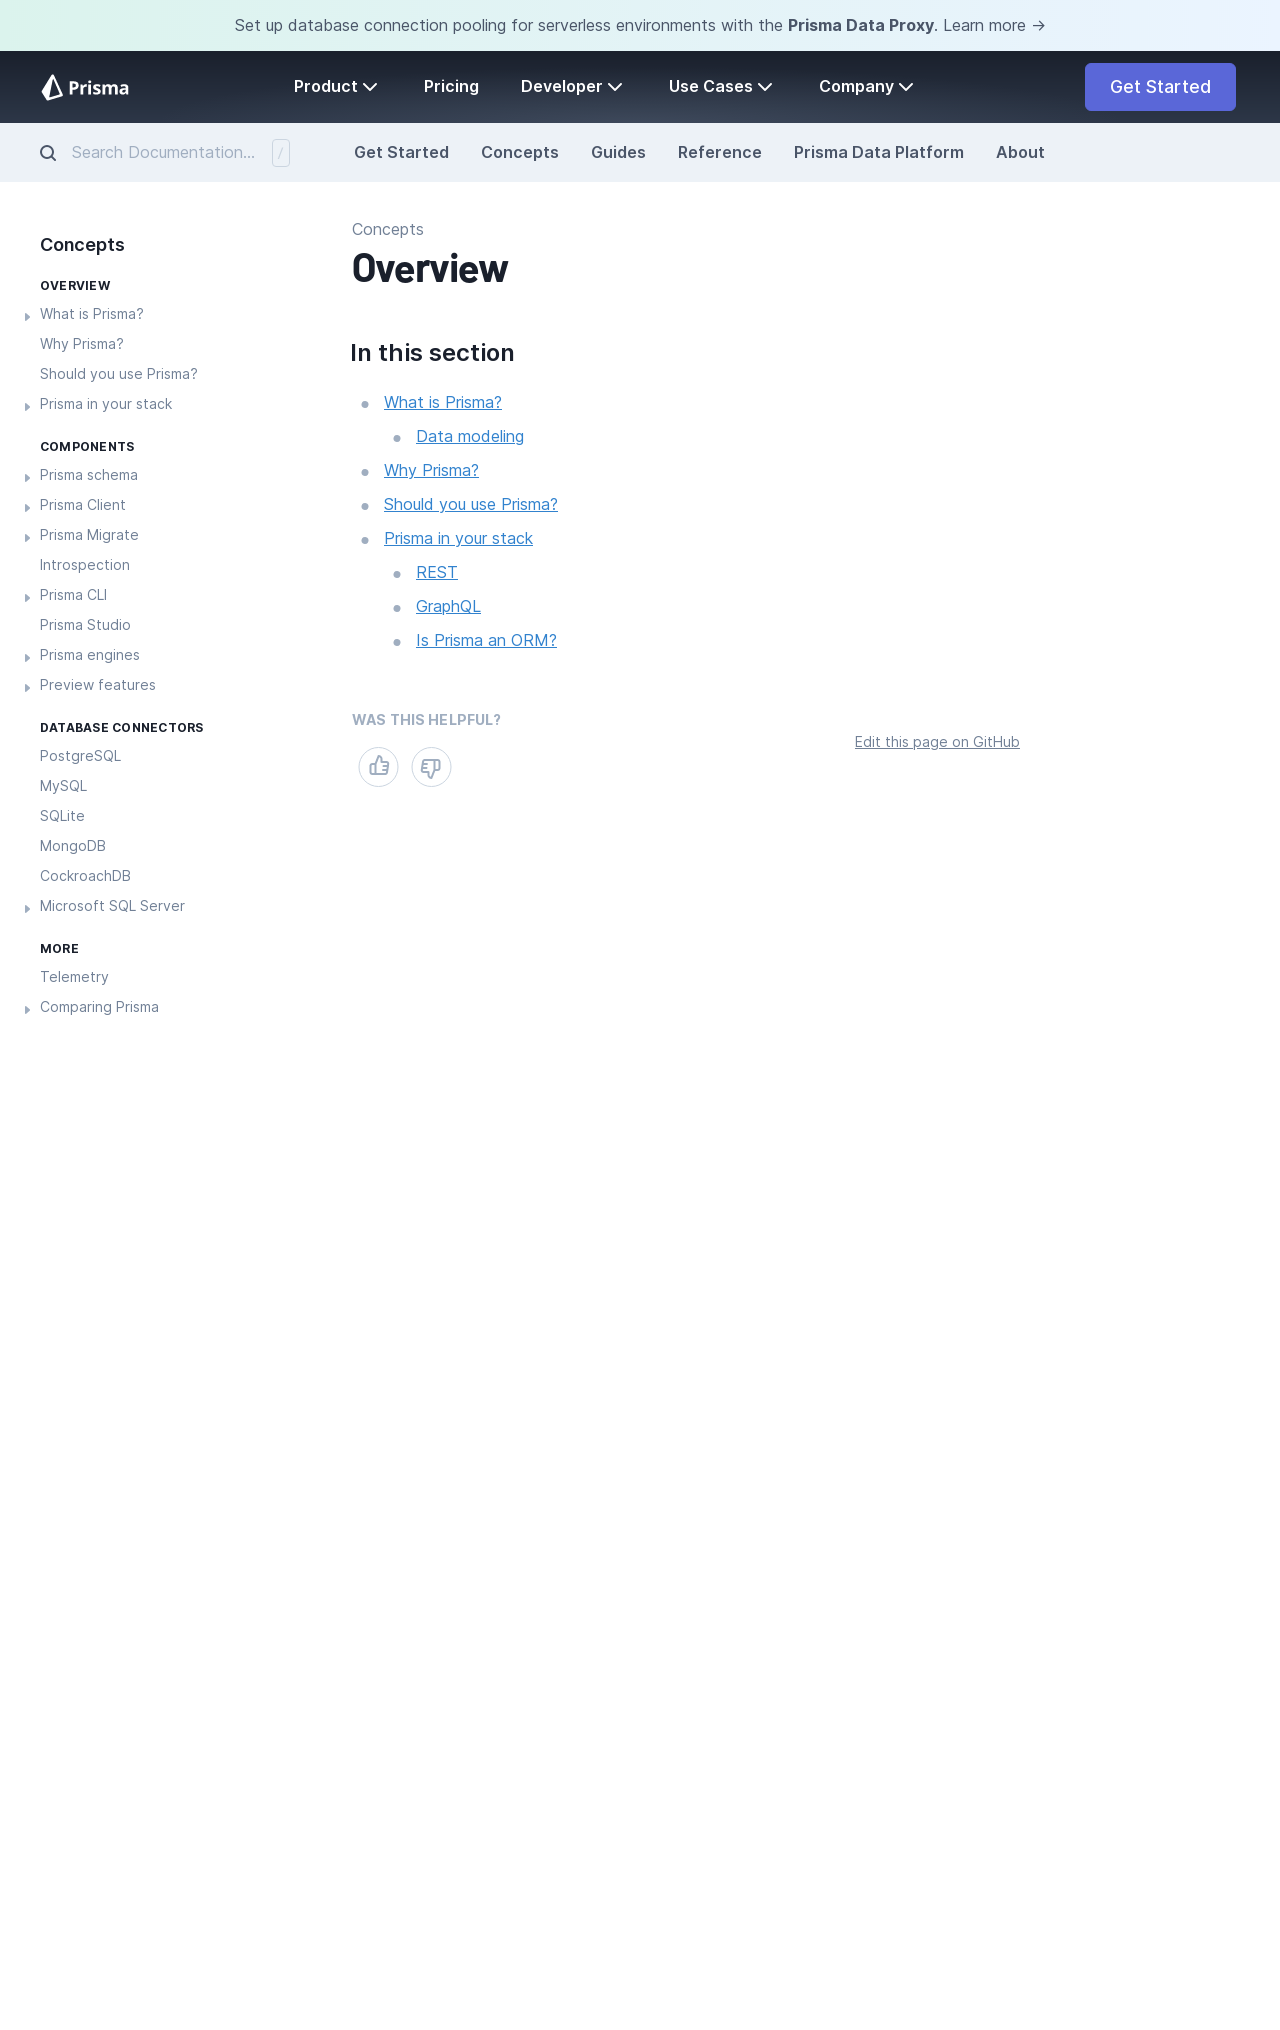 Set up database connection pooling for serverless environments with the Prisma Data Proxy. Learn more →
Prisma
Product
Pricing
Developer
Use Cases
Company
Get Started
Search Documentation...
/
Get Started
Concepts
Guides
Reference
Prisma Data Platform
About
Concepts
OVERVIEW
What is Prisma?
Why Prisma?
Should you use Prisma?
Prisma in your stack
COMPONENTS
Prisma schema
Prisma Client
Prisma Migrate
Introspection
Prisma CLI
Prisma Studio
Prisma engines
Preview features
DATABASE CONNECTORS
PostgreSQL
MySQL
SQLite
MongoDB
CockroachDB
Microsoft SQL Server
MORE
Telemetry
Comparing Prisma
Concepts
Overview
In this section
What is Prisma?
Data modeling
Why Prisma?
Should you use Prisma?
Prisma in your stack
REST
GraphQL
Is Prisma an ORM?
WAS THIS HELPFUL?
Edit this page on GitHub